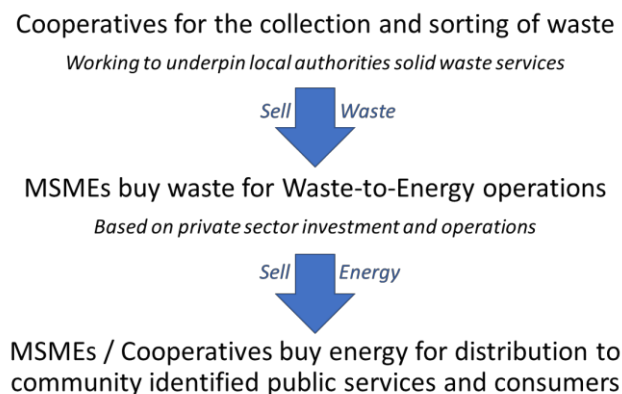 Cooperatives for the collection and sorting of waste
Working to underpin local authorities solid waste services
Sell Waste
MSMEs buy waste for Waste-to-Energy operations
Based on private sector investment and operations
Sell Energy
MSMEs / Cooperatives buy energy for distribution to
community identified public services and consumers